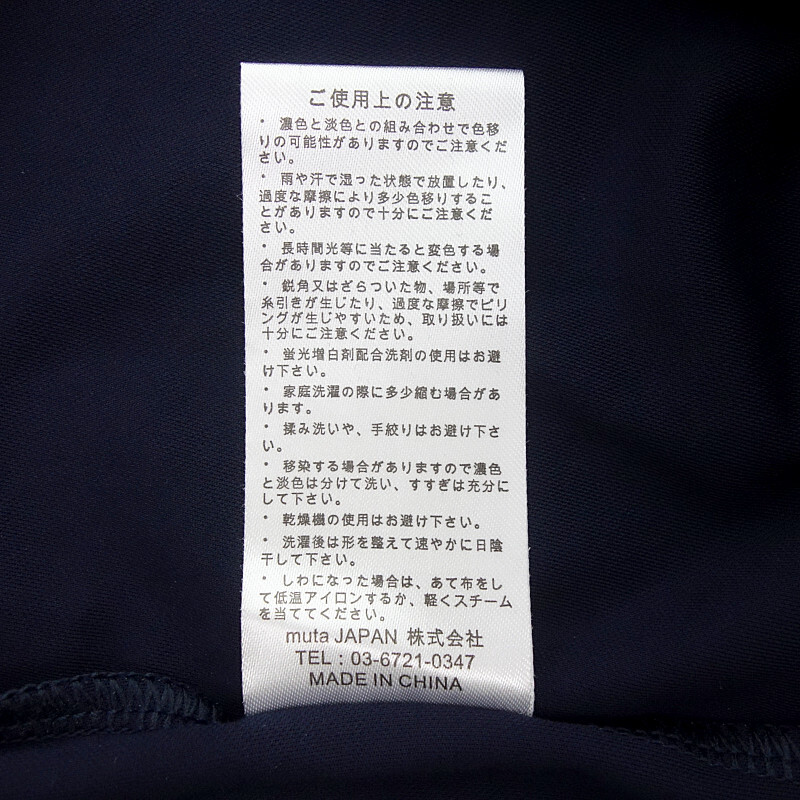 ご使用上の注意
・濃色と淡色との組み合わせで色移
りの可能性がありますのでご注意くだ
さい。
・雨や汗で湿った状態で放置したり、
過度な摩擦により多少色移りするこ
とがありますので十分にご注意くだ
さい。
・長時間光等に当たると変色する場
合がありますのでご注意ください。
・鋭角又はざらついた物、場所等で
糸引きが生じたり、過度な摩擦でピリ
ングが生じやすいため、取り扱いには
十分にご注意ください。
・蛍光増白剤配合洗剤の使用はお避
け下さい。
・家庭洗濯の際に多少縮む場合があ
ります。
・揉み洗いや、手絞りはお避け下さ
い。
・移染する場合がありますので濃色
と淡色は分けて洗い、すすぎは充分に
して下さい。
・乾燥機の使用はお避け下さい。
・洗濯後は形を整えて速やかに日陰
干して下さい。
・しわになった場合は、あて布をし
て低温アイロンするか、軽くスチーム
を当ててください。
muta JAPAN 株式会社
TEL：03-6721-0347
MADE IN CHINA